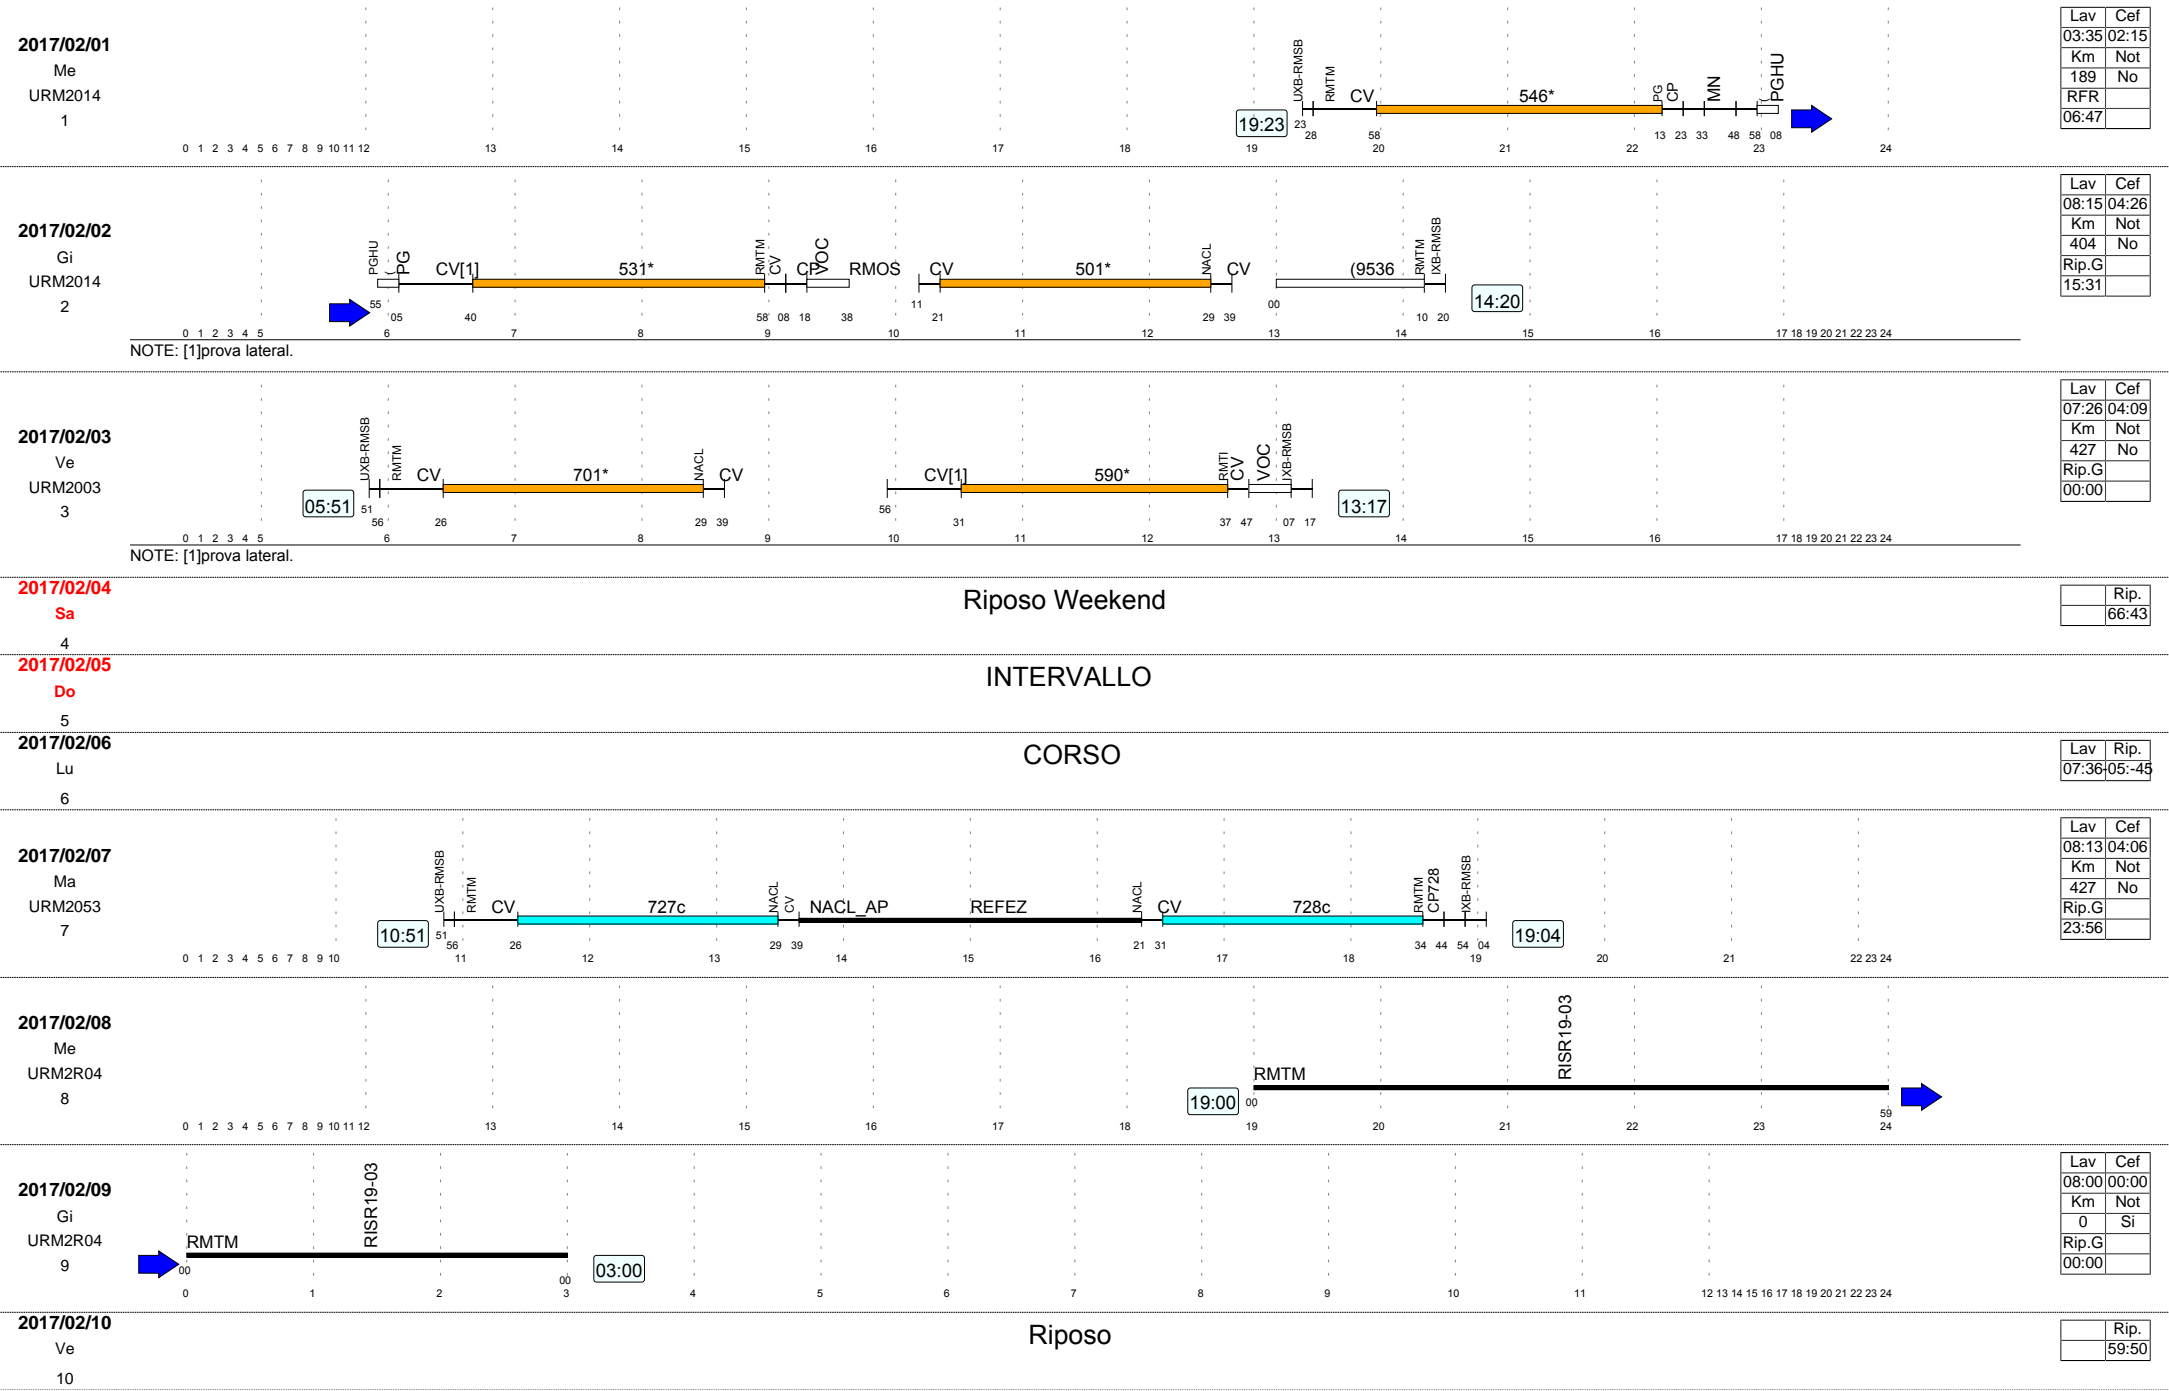 2017/02/01
Me
URM2014
1
19:23
UXB-RMSB RMTM CV 546* PG CP MN ( PGHU
23 28 58 13 23 33 48 58 08
0 1 2 3 4 5 6 7 8 9 10 11 12 13 14 15 16 17 18 19 20 21 22 23 24
Lav Cef
03:35 02:15
Km Not
189 No
RFR
06:47
2017/02/02
Gi
URM2014
2
PGHU ( PG CV[1] 531* RMTM CV CP VOC RMOS CV 501* NACL CV (9536 RMTM IXB-RMSB
55 05 40 58 08 18 38 11 21 29 39 00 10 20
14:20
0 1 2 3 4 5 6 7 8 9 10 11 12 13 14 15 16 17 18 19 20 21 22 23 24
NOTE: [1]prova lateral.
Lav Cef
08:15 04:26
Km Not
404 No
Rip.G
15:31
2017/02/03
Ve
URM2003
3
05:51
UXB-RMSB RMTM CV 701* NACL CV CV[1] 590* RMTI CV VOC IXB-RMSB
51 56 26 29 39 56 31 37 47 07 17
13:17
0 1 2 3 4 5 6 7 8 9 10 11 12 13 14 15 16 17 18 19 20 21 22 23 24
NOTE: [1]prova lateral.
Lav Cef
07:26 04:09
Km Not
427 No
Rip.G
00:00
2017/02/04
Sa
4
Riposo Weekend
Rip.
66:43
2017/02/05
Do
5
INTERVALLO
2017/02/06
Lu
6
CORSO
Lav Rip.
07:36 -05:-45
2017/02/07
Ma
URM2053
7
10:51
UXB-RMSB RMTM CV 727c NACL CV NACL_AP REFEZ NACL CV 728c RMTM CP728 IXB-RMSB
51 56 26 29 39 21 31 34 44 54 04
19:04
0 1 2 3 4 5 6 7 8 9 10 11 12 13 14 15 16 17 18 19 20 21 22 23 24
Lav Cef
08:13 04:06
Km Not
427 No
Rip.G
23:56
2017/02/08
Me
URM2R04
8
19:00
RMTM RISR19-03
00 59
0 1 2 3 4 5 6 7 8 9 10 11 12 13 14 15 16 17 18 19 20 21 22 23 24
2017/02/09
Gi
URM2R04
9
RMTM RISR19-03
00 00
03:00
0 1 2 3 4 5 6 7 8 9 10 11 12 13 14 15 16 17 18 19 20 21 22 23 24
Lav Cef
08:00 00:00
Km Not
0 Si
Rip.G
00:00
2017/02/10
Ve
10
Riposo
Rip.
59:50